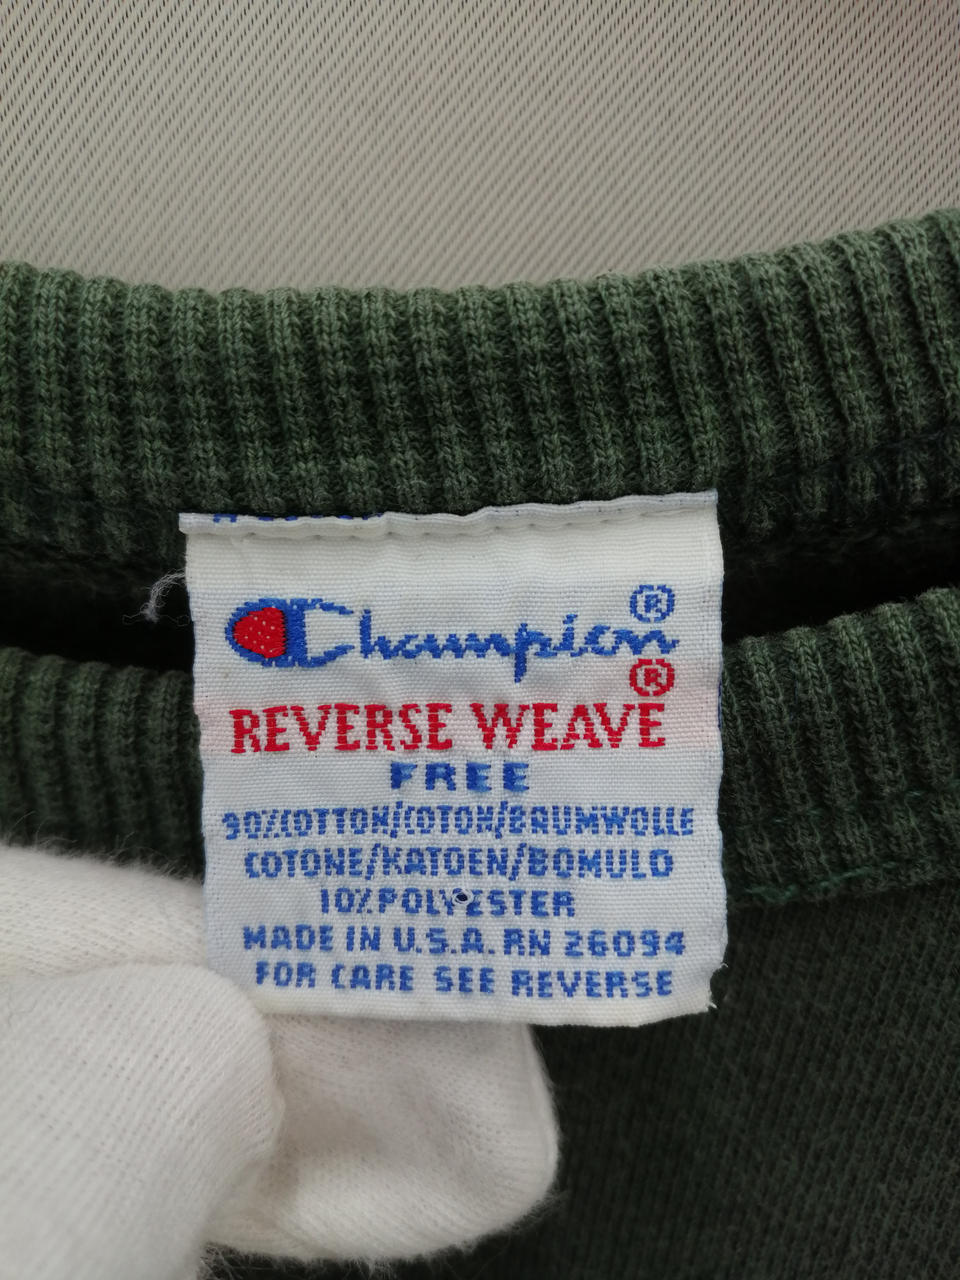 Champion®
REVERSE WEAVE®
FREE
90%COTTON/COTON/BAUMWOLLE
COTONE/KATOEN/BOMULD
10%POLYESTER
MADE IN U.S.A. RN 26094
FOR CARE SEE REVERSE